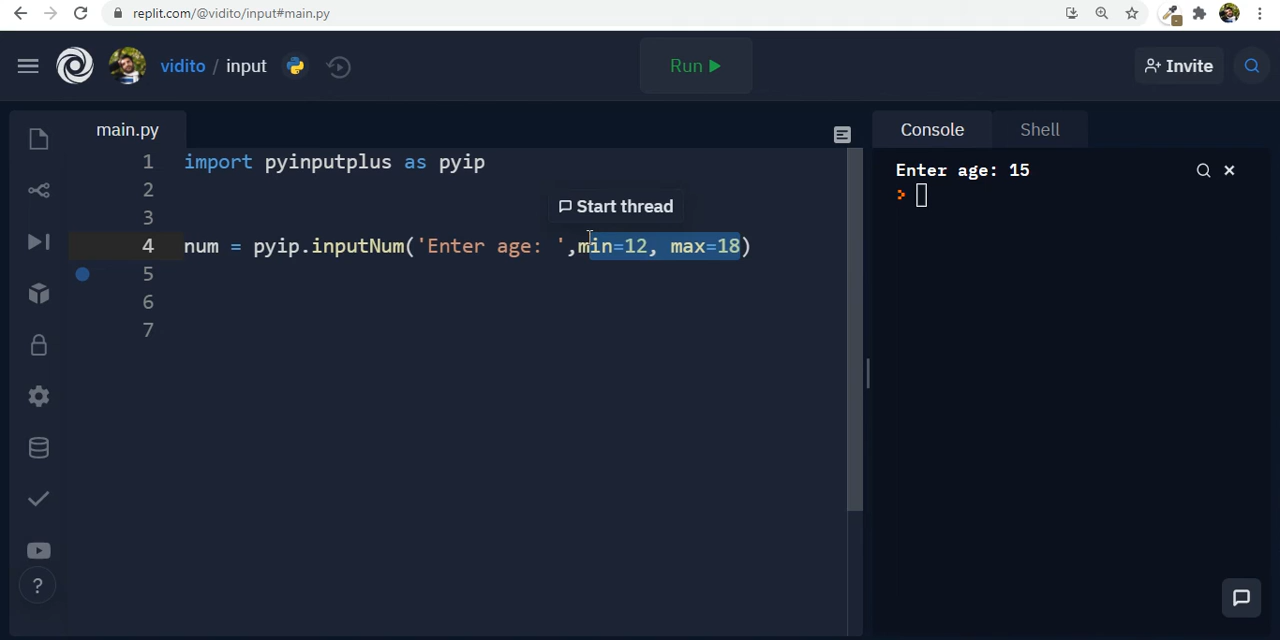 replit.com/@vidito/input#main.py
vidito / input
Run
Invite
main.py
Console
Shell
1 import pyinputplus as pyip
2
3
Start thread
4 num = pyip.inputNum('Enter age: ',min=12, max=18)
5
6
7
Enter age: 15
>
?